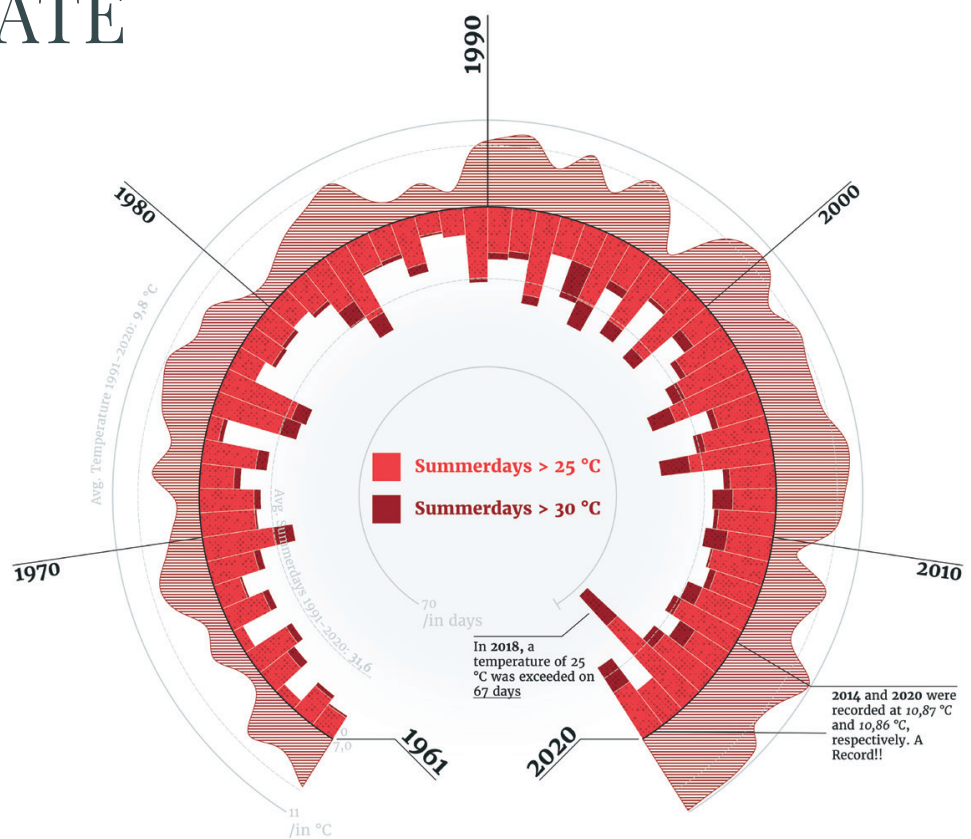 ATE
1990
1980
2000
Avg. Temperature 1991-2020: 9,8 °C
Summerdays > 25 °C
Summerdays > 30 °C
Avg. Summerdays 1991-2020: 31,6
1970
2010
70
/in days
In 2018, a
temperature of 25
°C was exceeded on
67 days
2014 and 2020 were
recorded at 10,87 °C
and 10,86 °C,
respectively. A
Record!!
0
7,0
1961
2020
11
/in °C